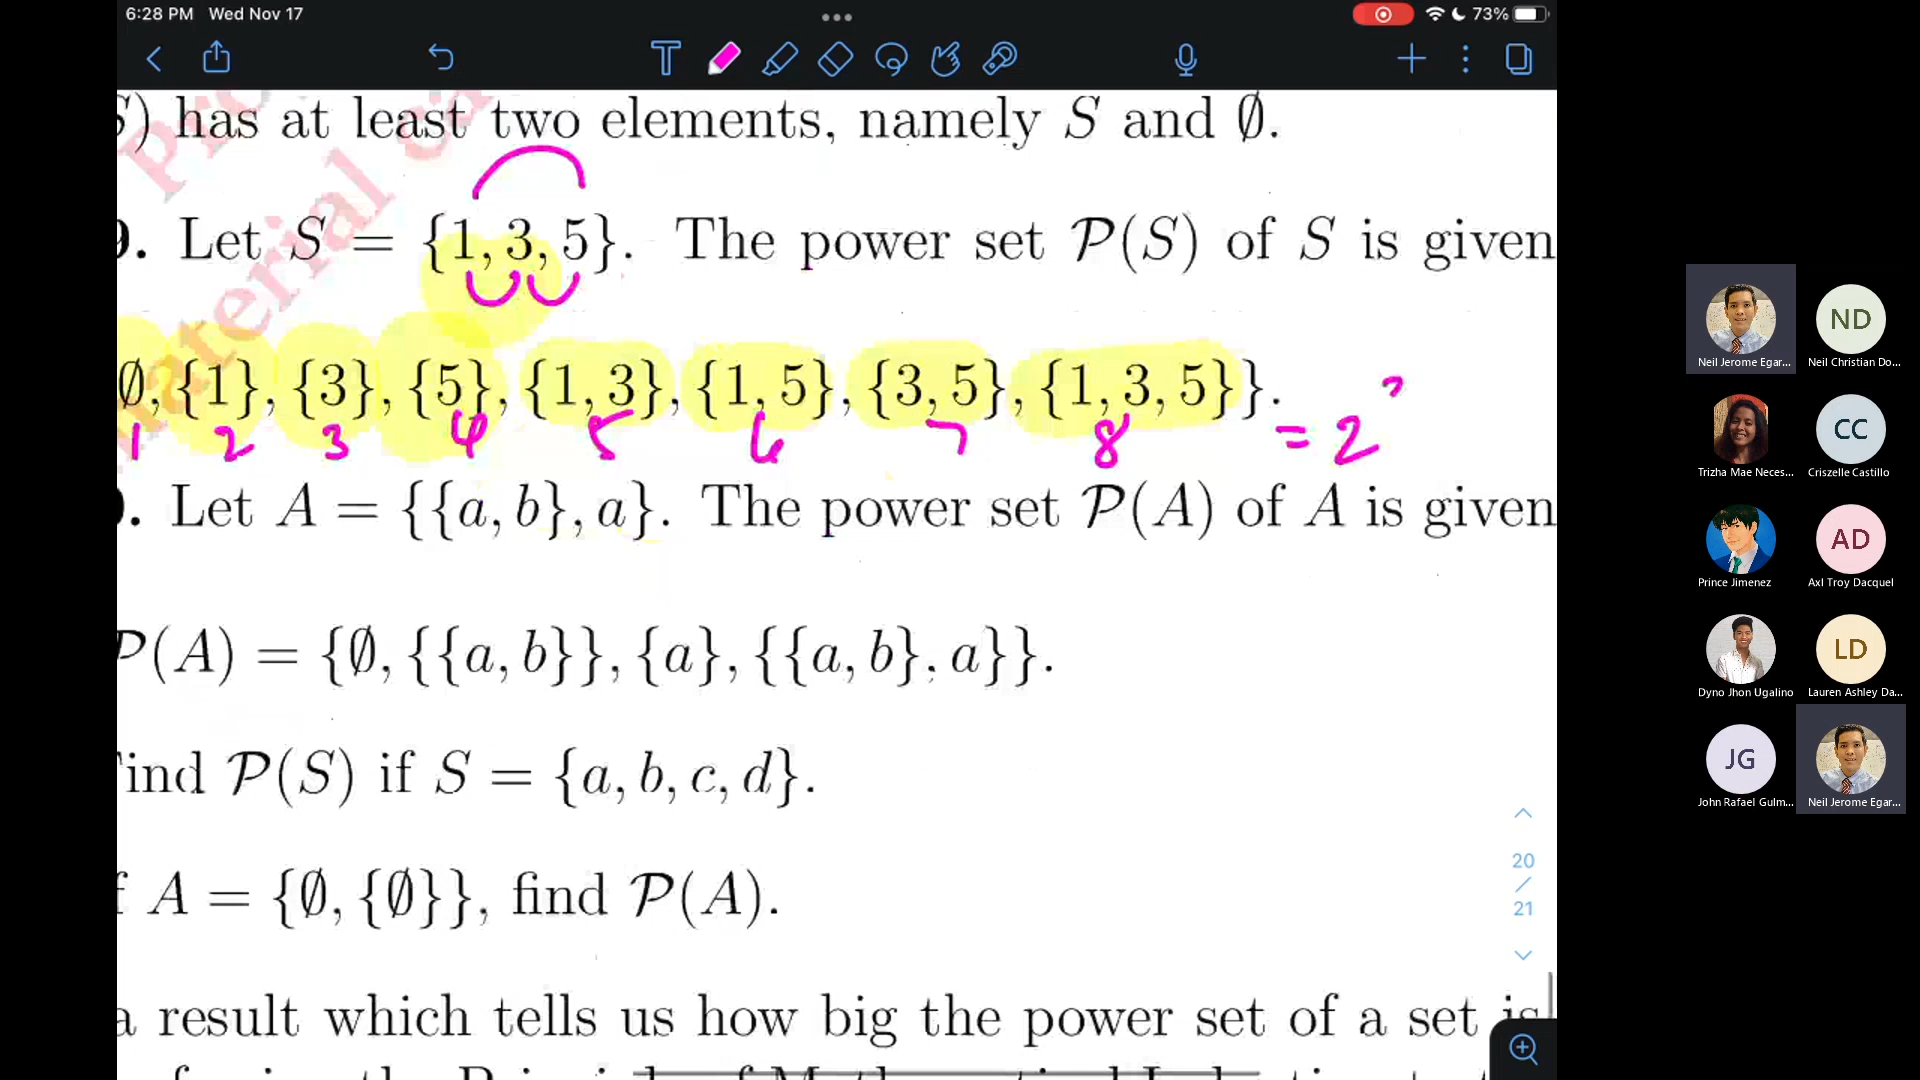 6:28 PM Wed Nov 17
73%
S) has at least two elements, namely S and ∅.
9. Let S = {1, 3, 5}. The power set 𝒫(S) of S is given
∅, {1}, {3}, {5}, {1, 3}, {1, 5}, {3, 5}, {1, 3, 5}}.
1 2 3 4 5 6 7 8 = 2
. Let A = {{a, b}, a}. The power set 𝒫(A) of A is given
𝒫(A) = {∅, {{a, b}}, {a}, {{a, b}, a}}.
ind 𝒫(S) if S = {a, b, c, d}.
f A = {∅, {∅}}, find 𝒫(A).
a result which tells us how big the power set of a set is
20
/
21
Material
Neil Jerome Egar...
ND
Neil Christian Do...
Trizha Mae Neces...
CC
Criszelle Castillo
Prince Jimenez
AD
Axl Troy Dacquel
Dyno Jhon Ugalino
LD
Lauren Ashley Da...
JG
John Rafael Gulm...
Neil Jerome Egar...